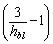 (3/h_bl − 1)